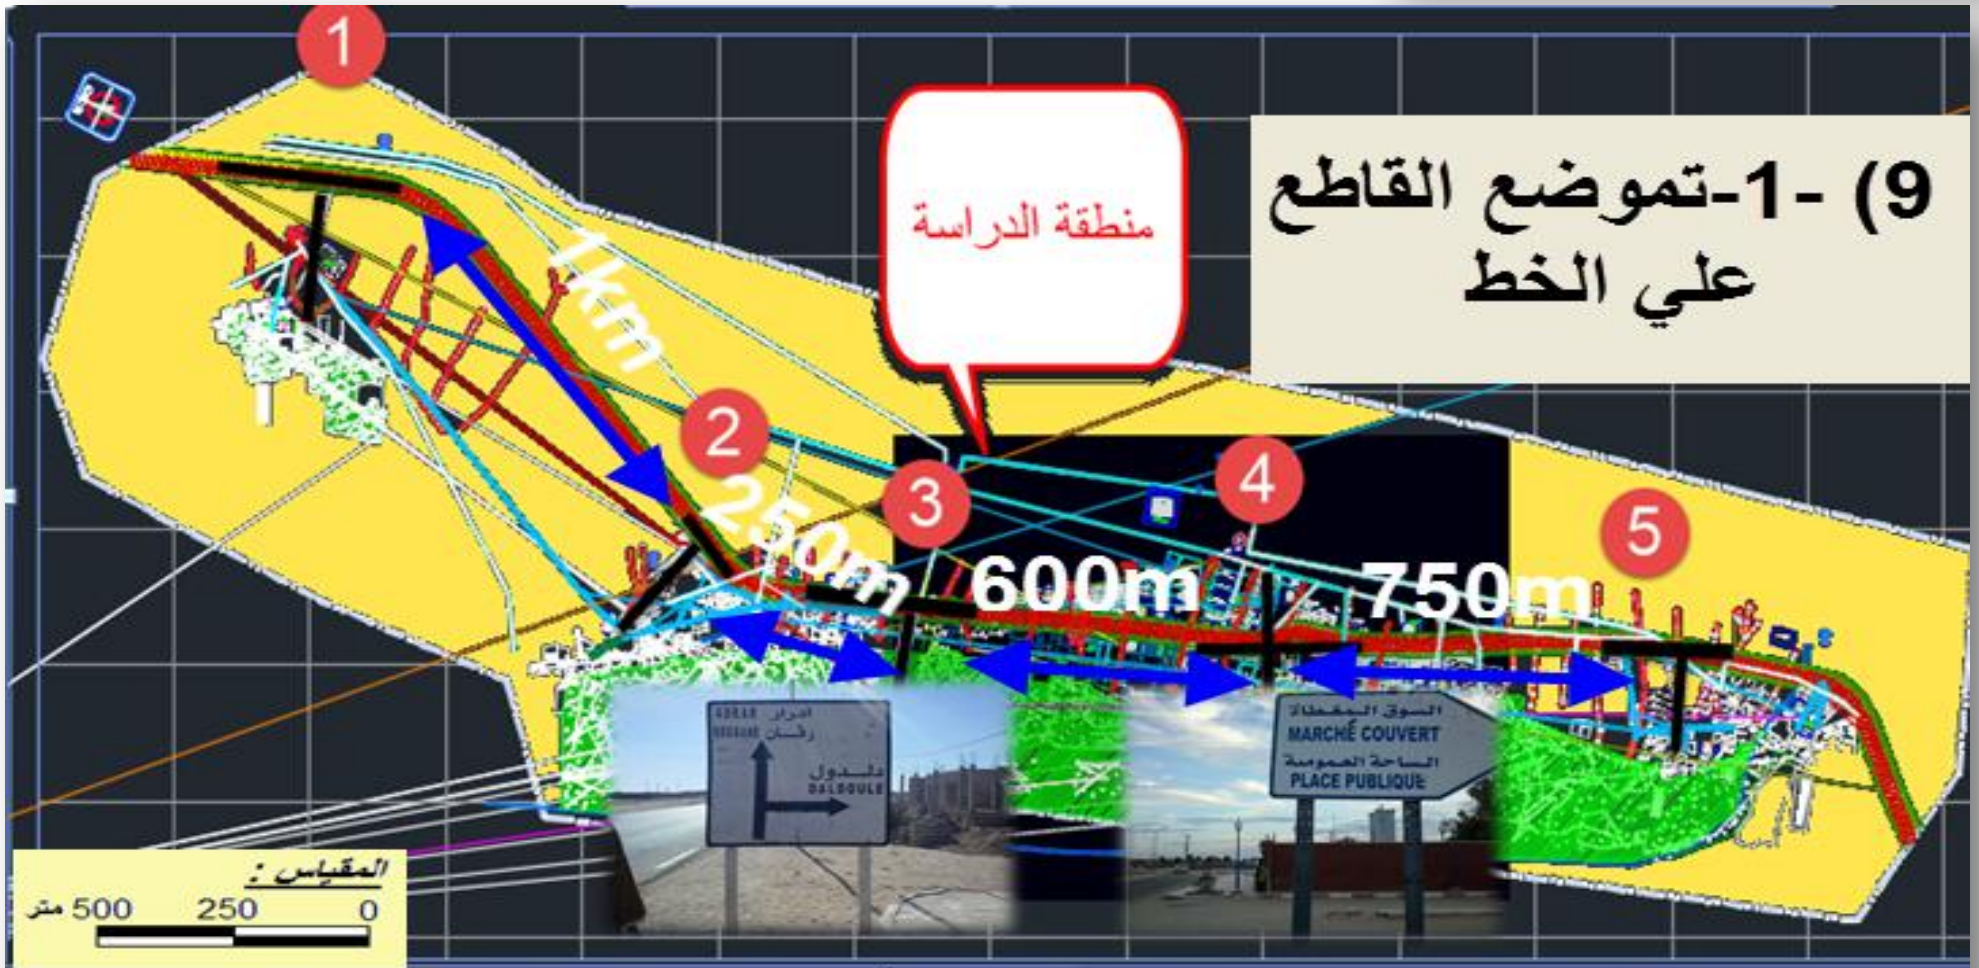 9) -1-تموضع القاطع
علي الخط
منطقة الدراسة
1
2
3
4
5
1km
250m
600m
750m
ادرار ADRAR
رقان REGGANE
دلدول
DALDOULE
السوق المغطاة
MARCHÉ COUVERT
الساحة العمومية
PLACE PUBLIQUE
المقياس :
0 250 500 متر